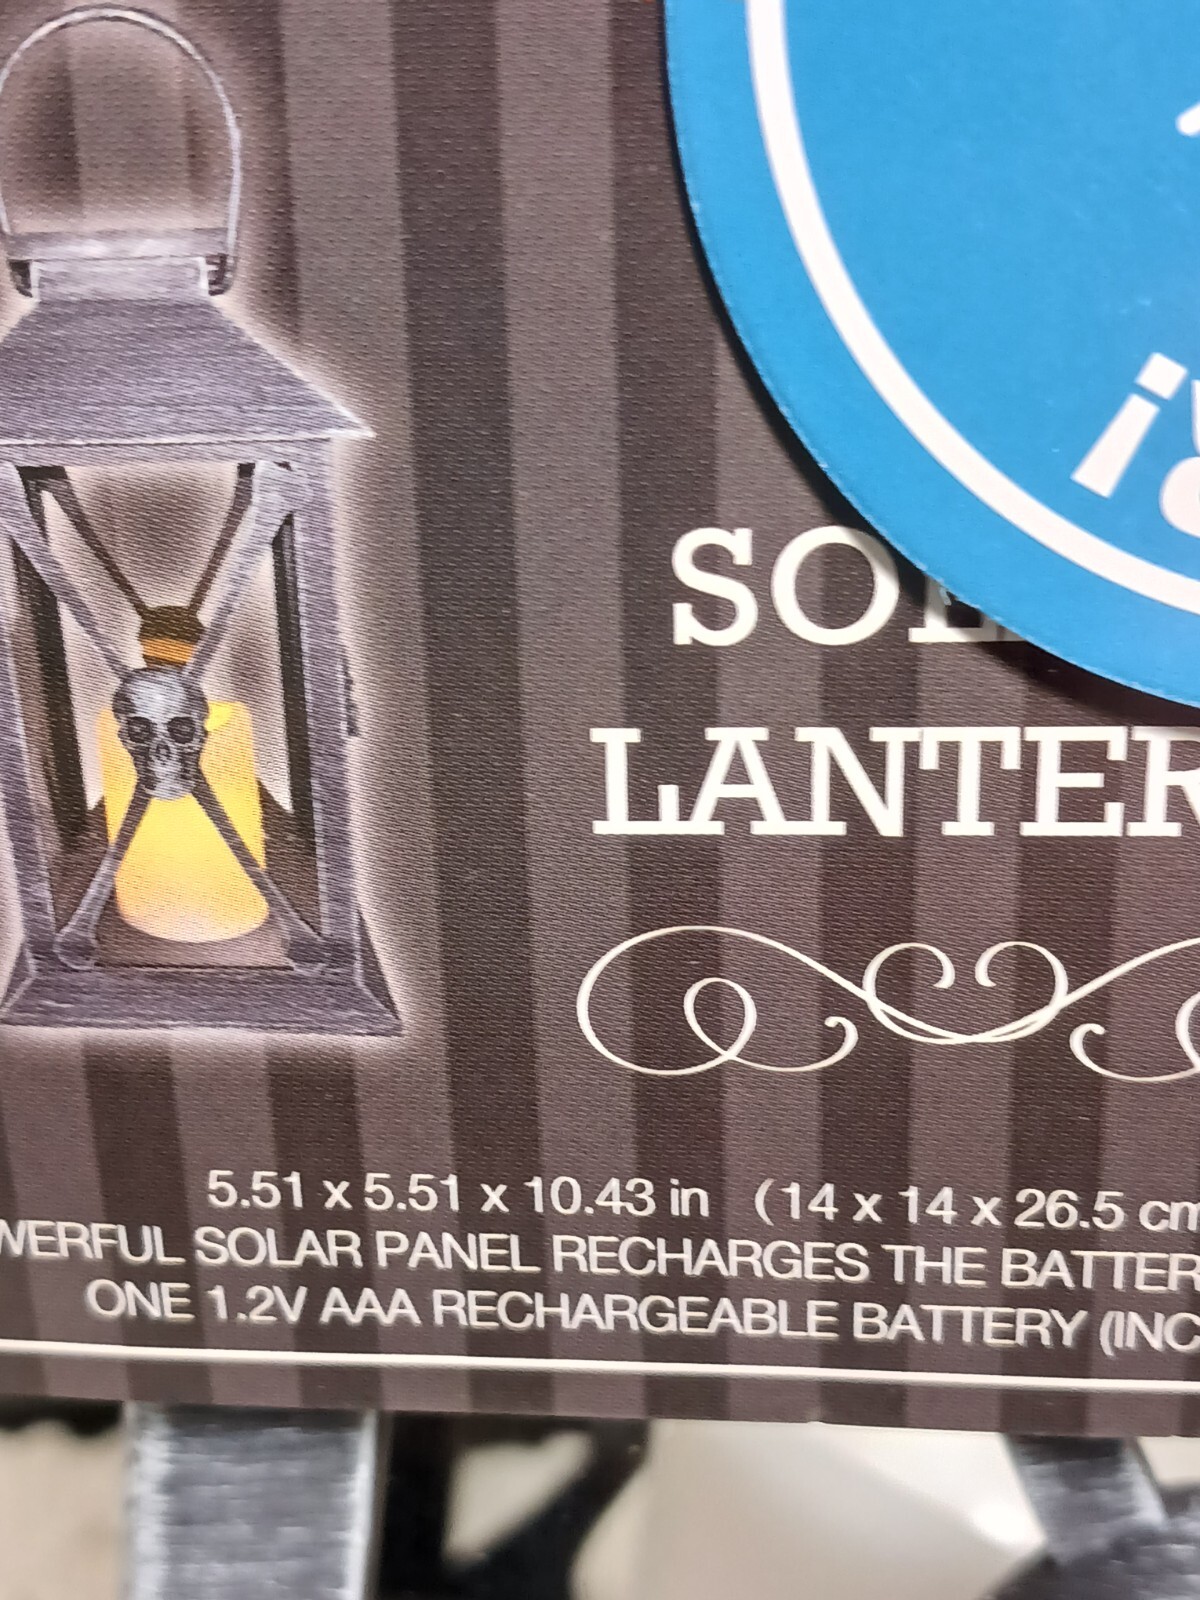 LANTER
5.51 x 5.51 x 10.43 in (14 x 14 x 26.5 cm
WERFUL SOLAR PANEL RECHARGES THE BATTER
ONE 1.2V AAA RECHARGEABLE BATTERY (INC